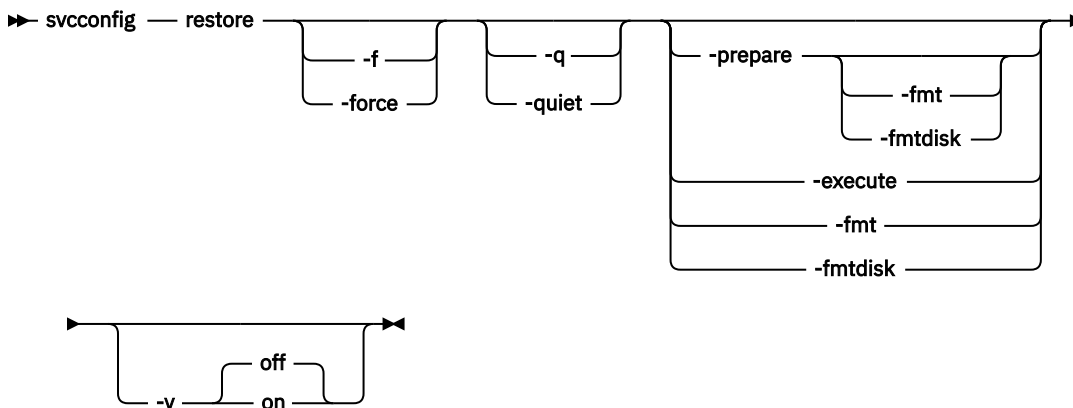 svcconfig restore
-f
-force
-q
-quiet
-prepare
-fmt
-fmtdisk
-execute
-fmt
-fmtdisk
off
-v on